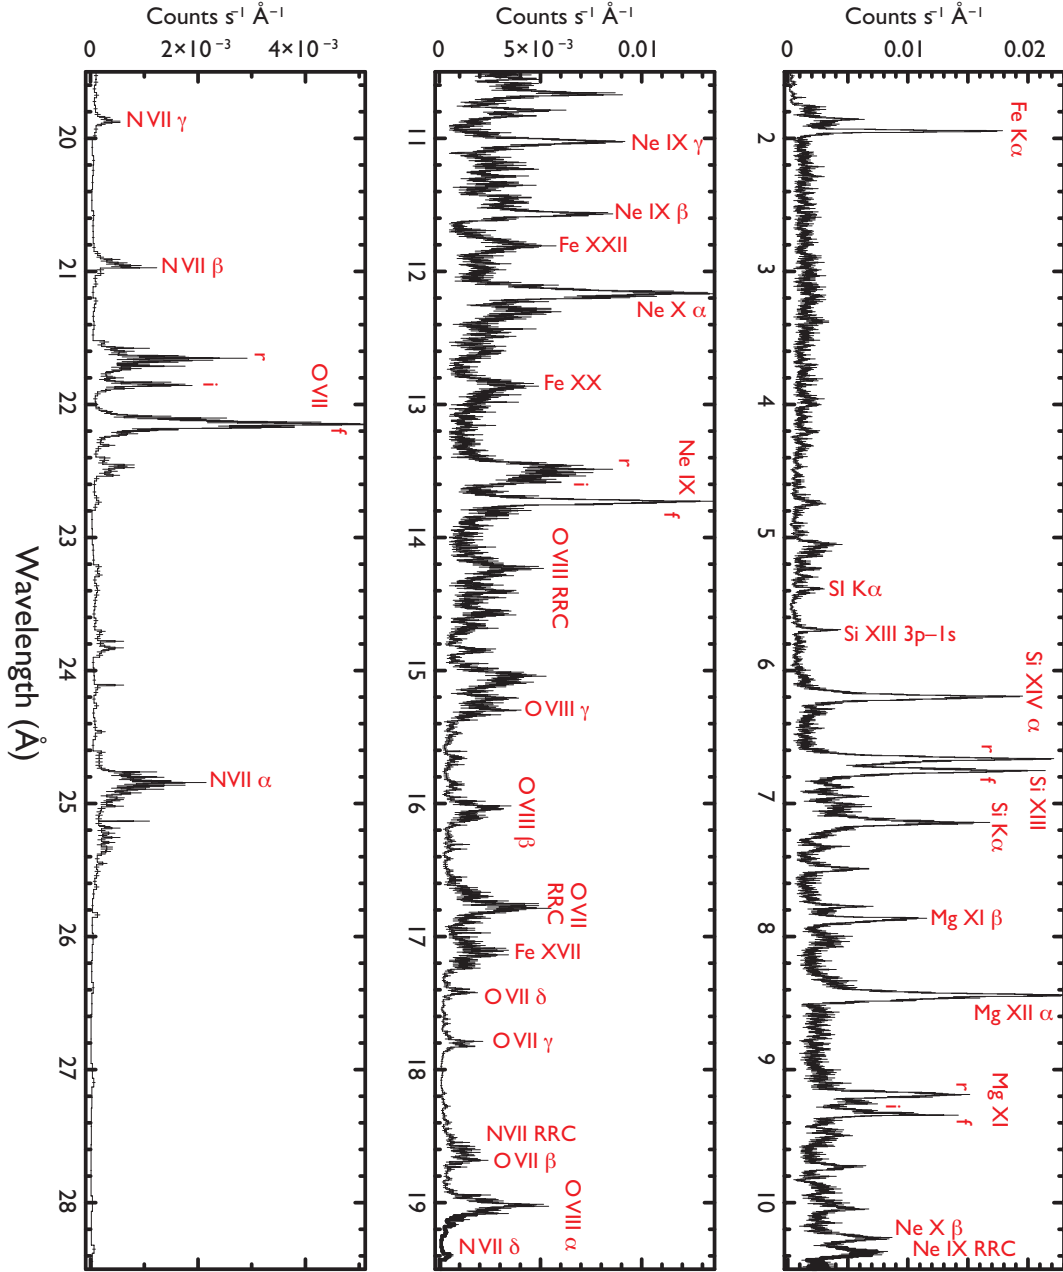 Counts s⁻¹ Å⁻¹
0 2×10⁻³ 4×10⁻³
N VII γ
20
21
N VII β
r
O VII
i
22
f
23
24
NVII α
25
26
27
28
Wavelength (Å)
Counts s⁻¹ Å⁻¹
0 5×10⁻³ 0.01
11
Ne IX γ
Ne IX β
Fe XXII
12
Ne X α
Fe XX
13
Ne IX
r
i
f
14
O VIII RRC
15
O VIII γ
16
O VIII β
O VII
RRC
17
Fe XVII
O VII δ
O VII γ
18
NVII RRC
O VII β
19
O VIII α
N VII δ
Counts s⁻¹ Å⁻¹
0 0.01 0.02
Fe Kα
2
3
4
5
SI Kα
Si XIII 3p–1s
6
Si XIV α
r
f
Si XIII
7
Si Kα
Mg XI β
8
Mg XII α
9
r
Mg XI
i
f
10
Ne X β
Ne IX RRC